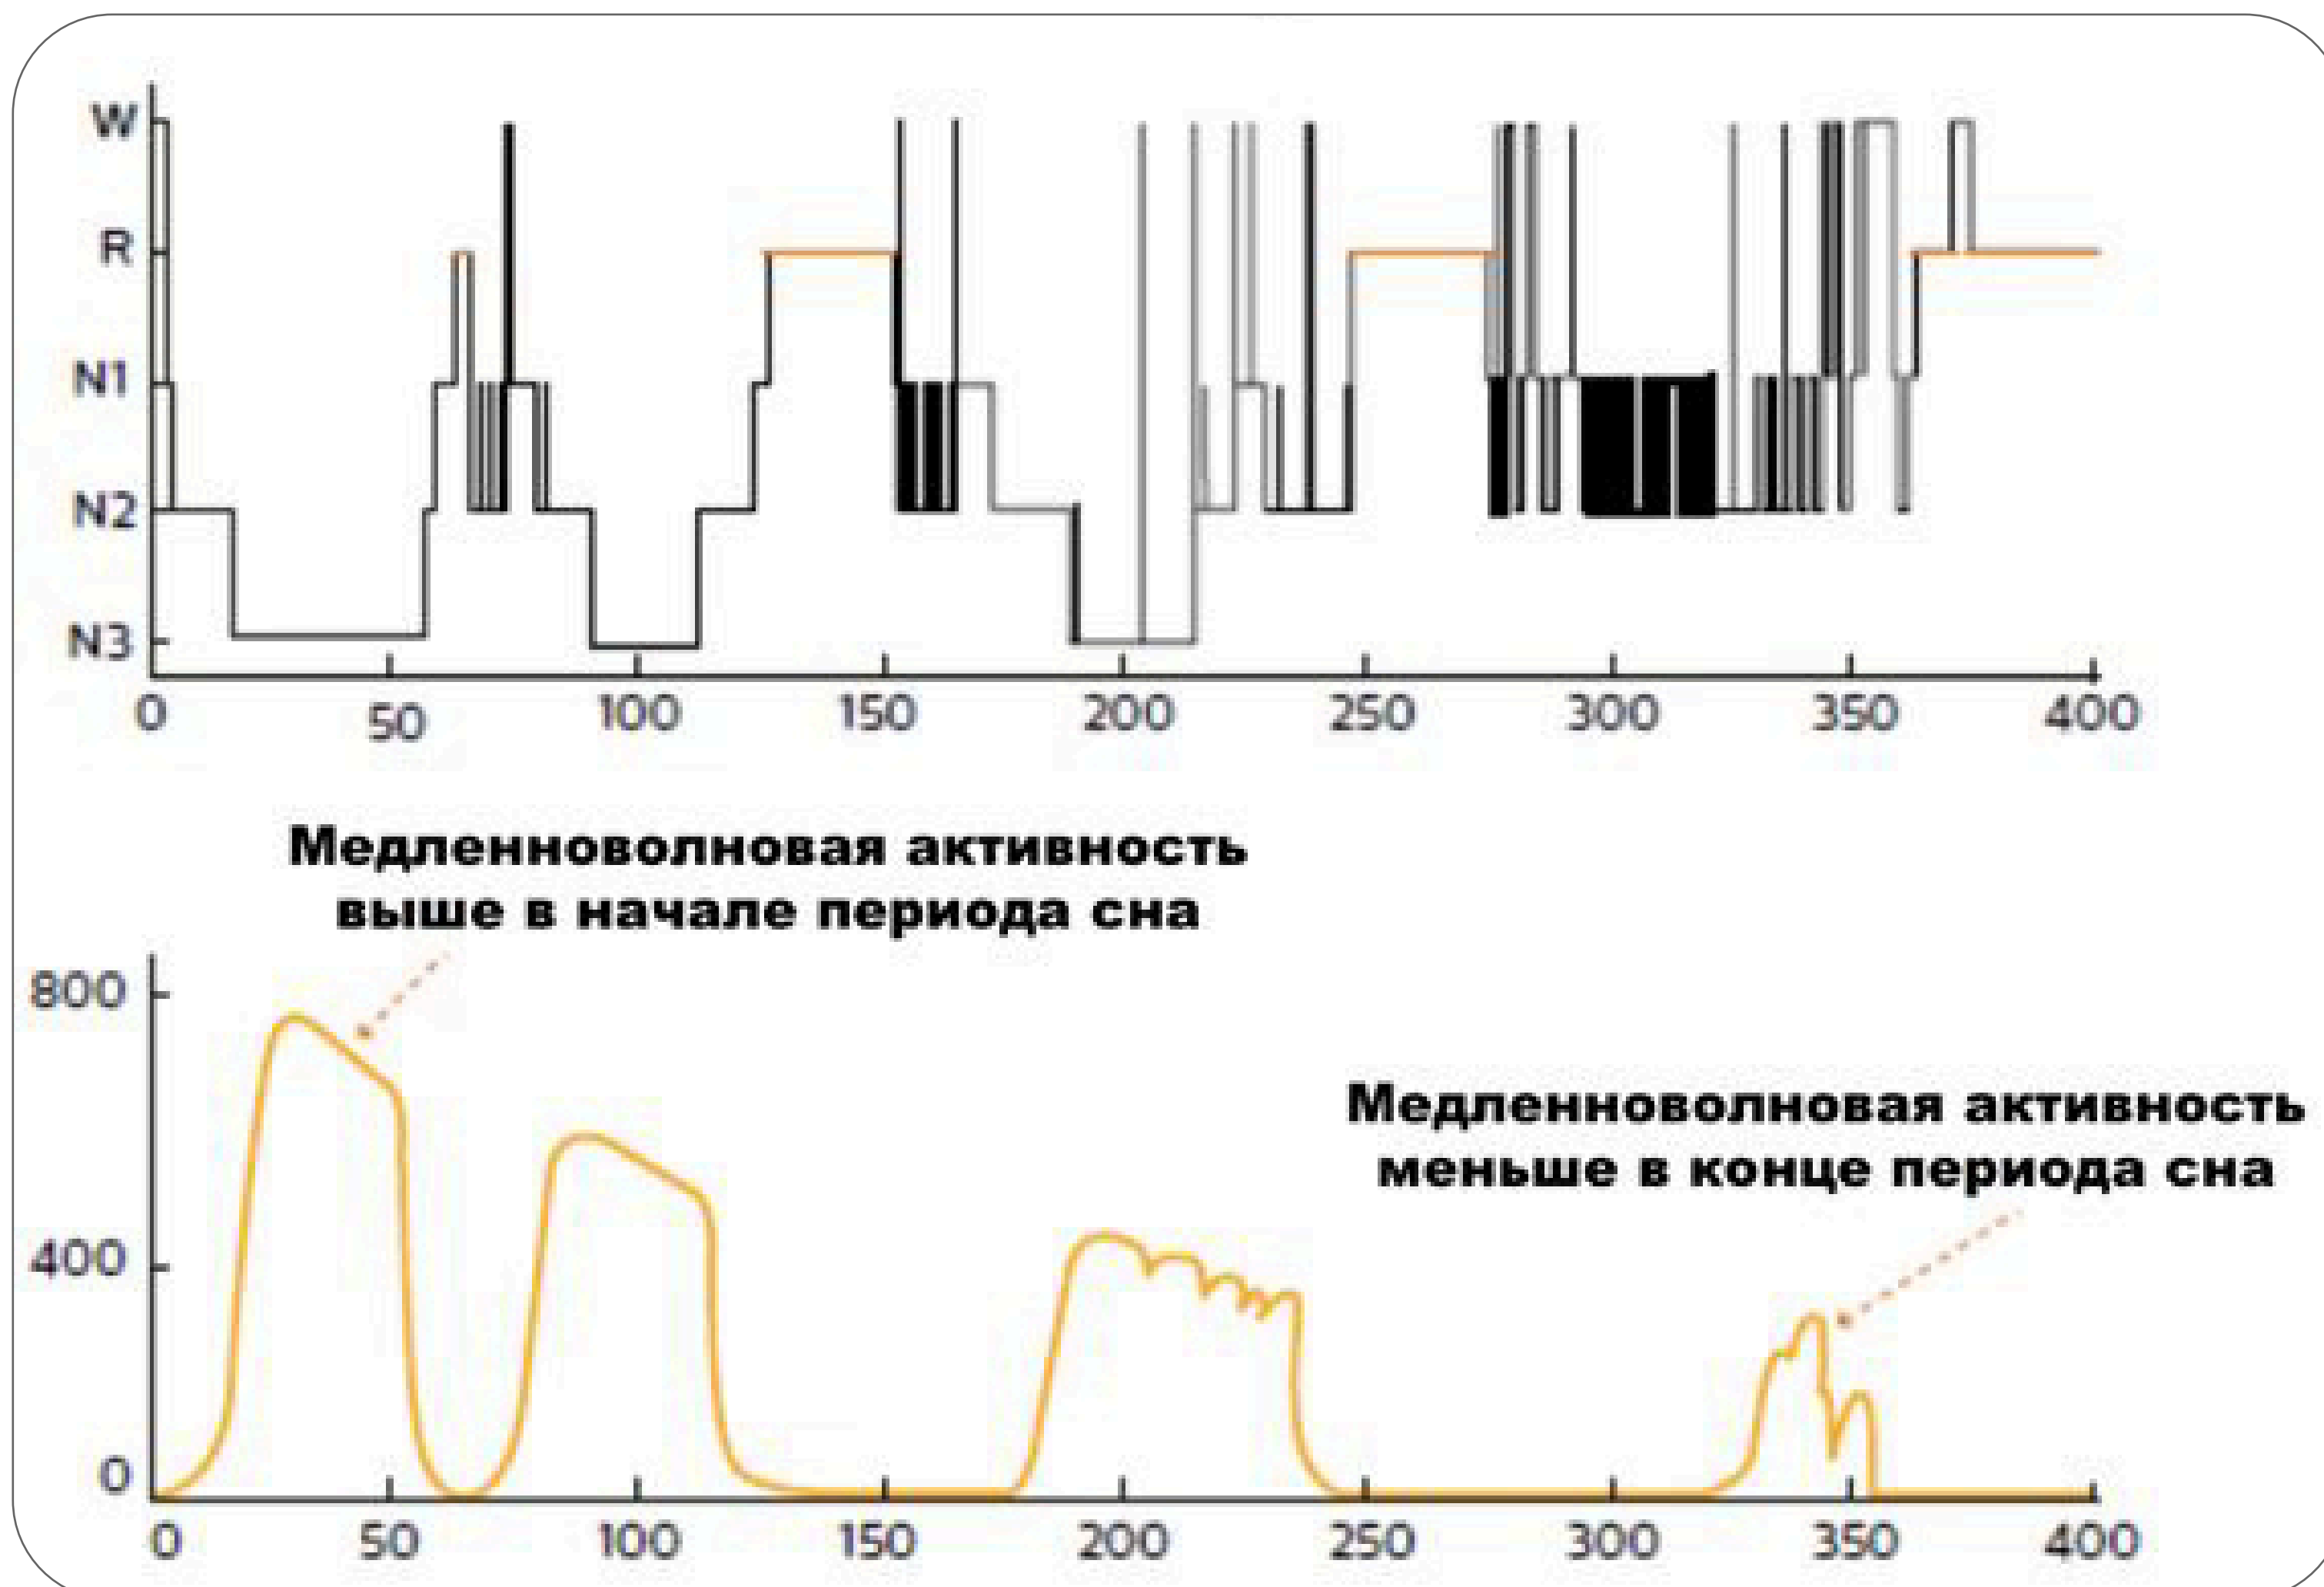 W
R
N1
N2
N3
0 50 100 150 200 250 300 350 400
Медленноволновая активность
выше в начале периода сна
800
Медленноволновая активность
меньше в конце периода сна
400
0
0 50 100 150 200 250 300 350 400